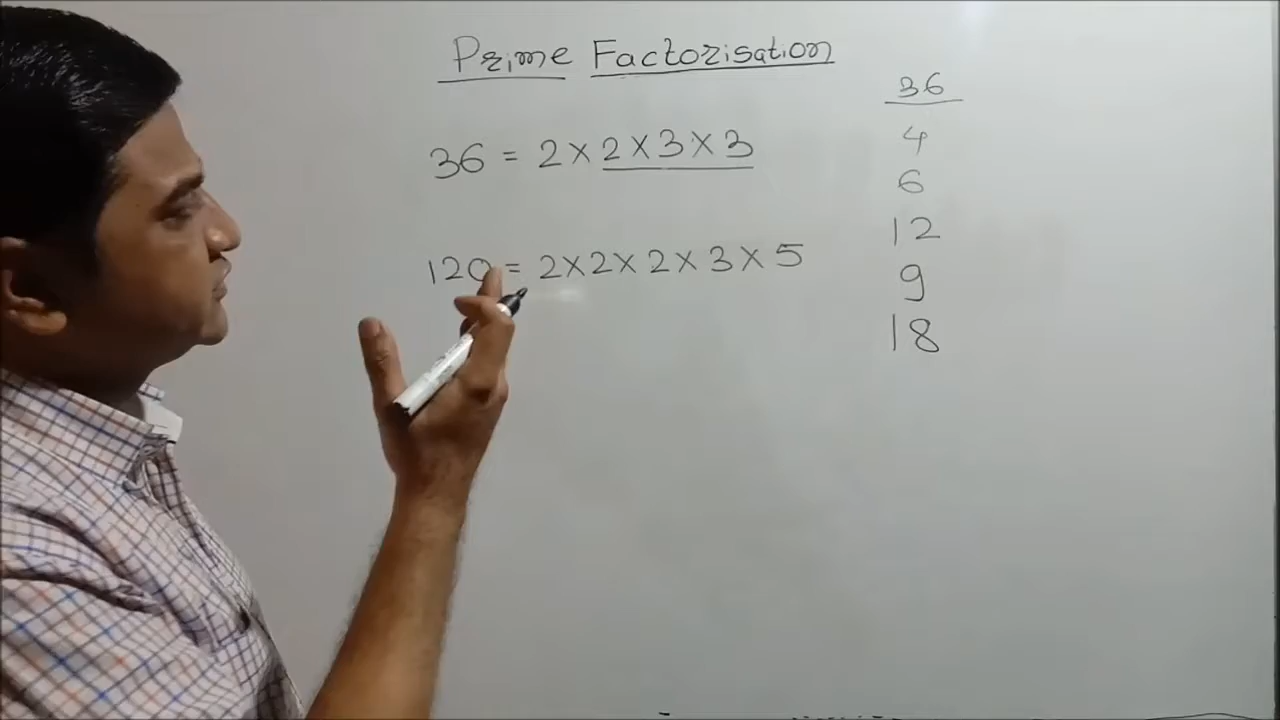 Prime Factorisation
36 = 2 × 2 × 3 × 3
120 = 2 × 2 × 2 × 3 × 5
36
4
6
12
9
18